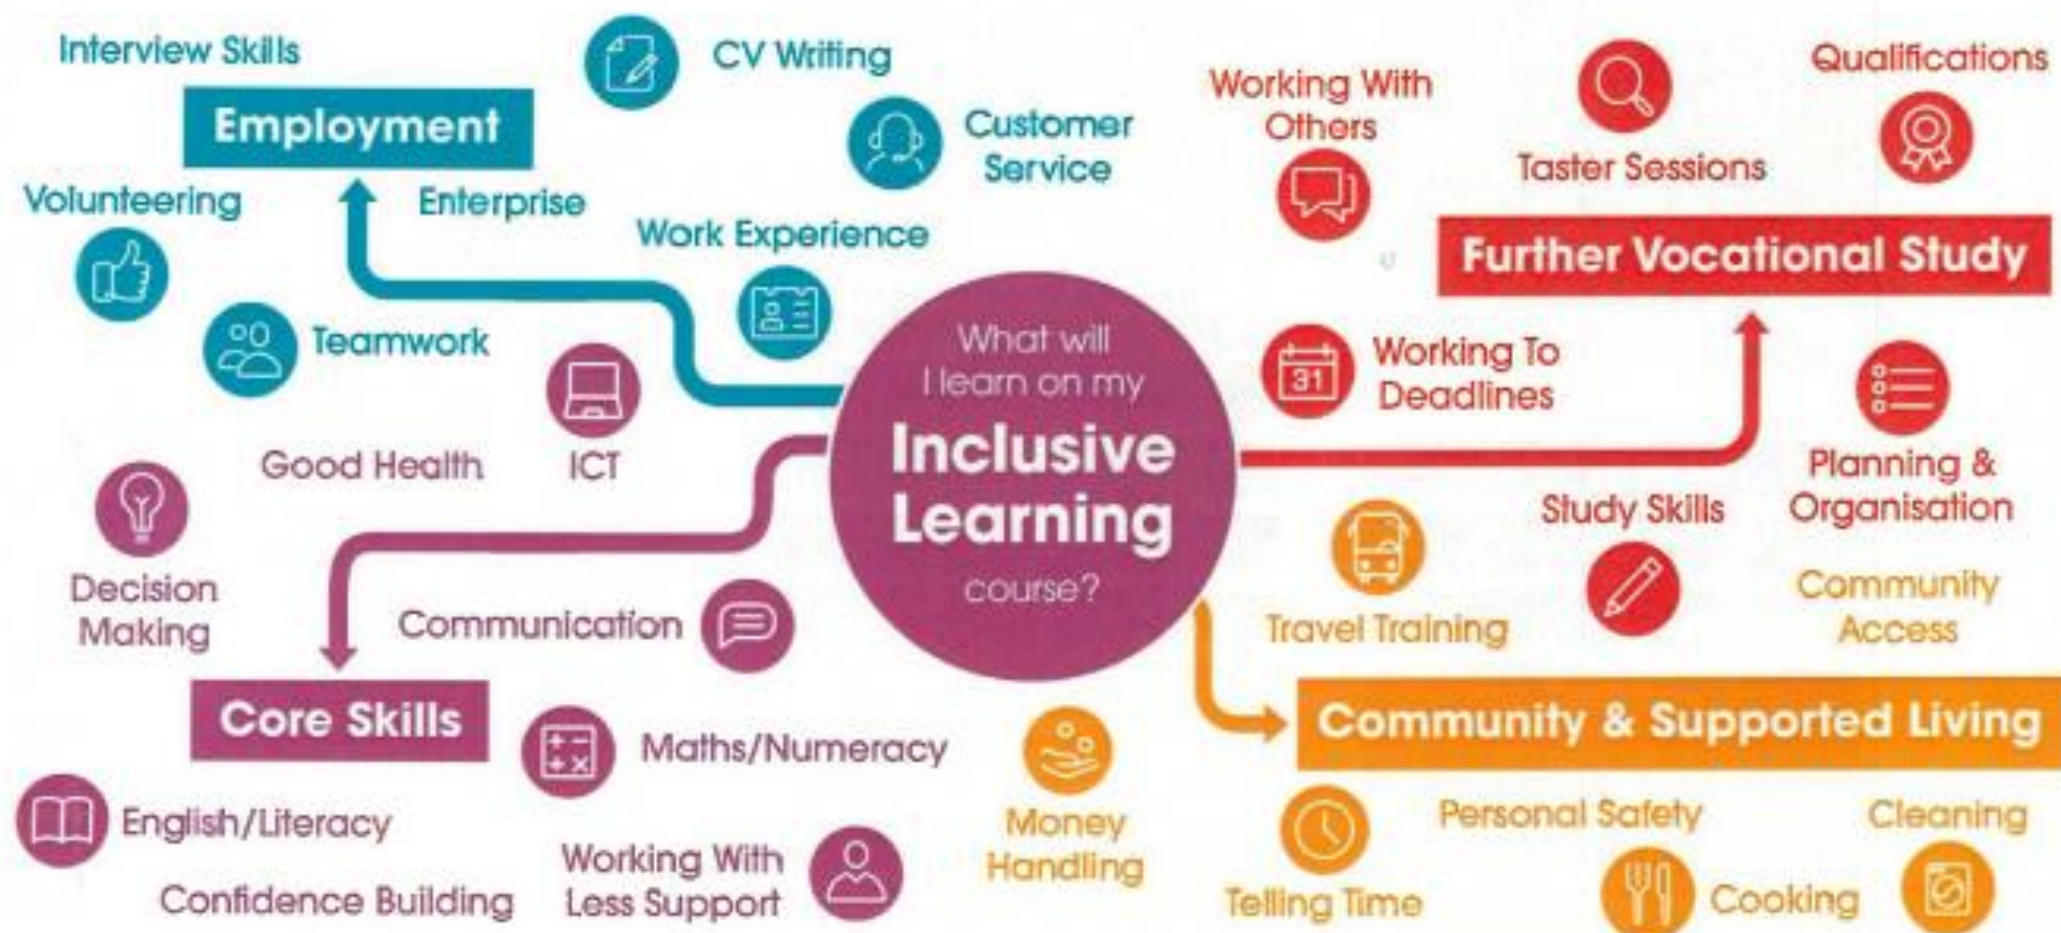 Interview Skills
CV Writing
Employment
Customer
Service
Volunteering
Enterprise
Work Experience
Teamwork
Working With
Others
Taster Sessions
Qualifications
Further Vocational Study
31
Working To
Deadlines
Planning &
Organisation
Study Skills
What will
I learn on my
Inclusive
Learning
course?
Good Health
ICT
Decision
Making
Communication
Core Skills
Maths/Numeracy
English/Literacy
Confidence Building
Working With
Less Support
Travel Training
Community
Access
Community & Supported Living
Money
Handling
Telling Time
Personal Safety
Cooking
Cleaning